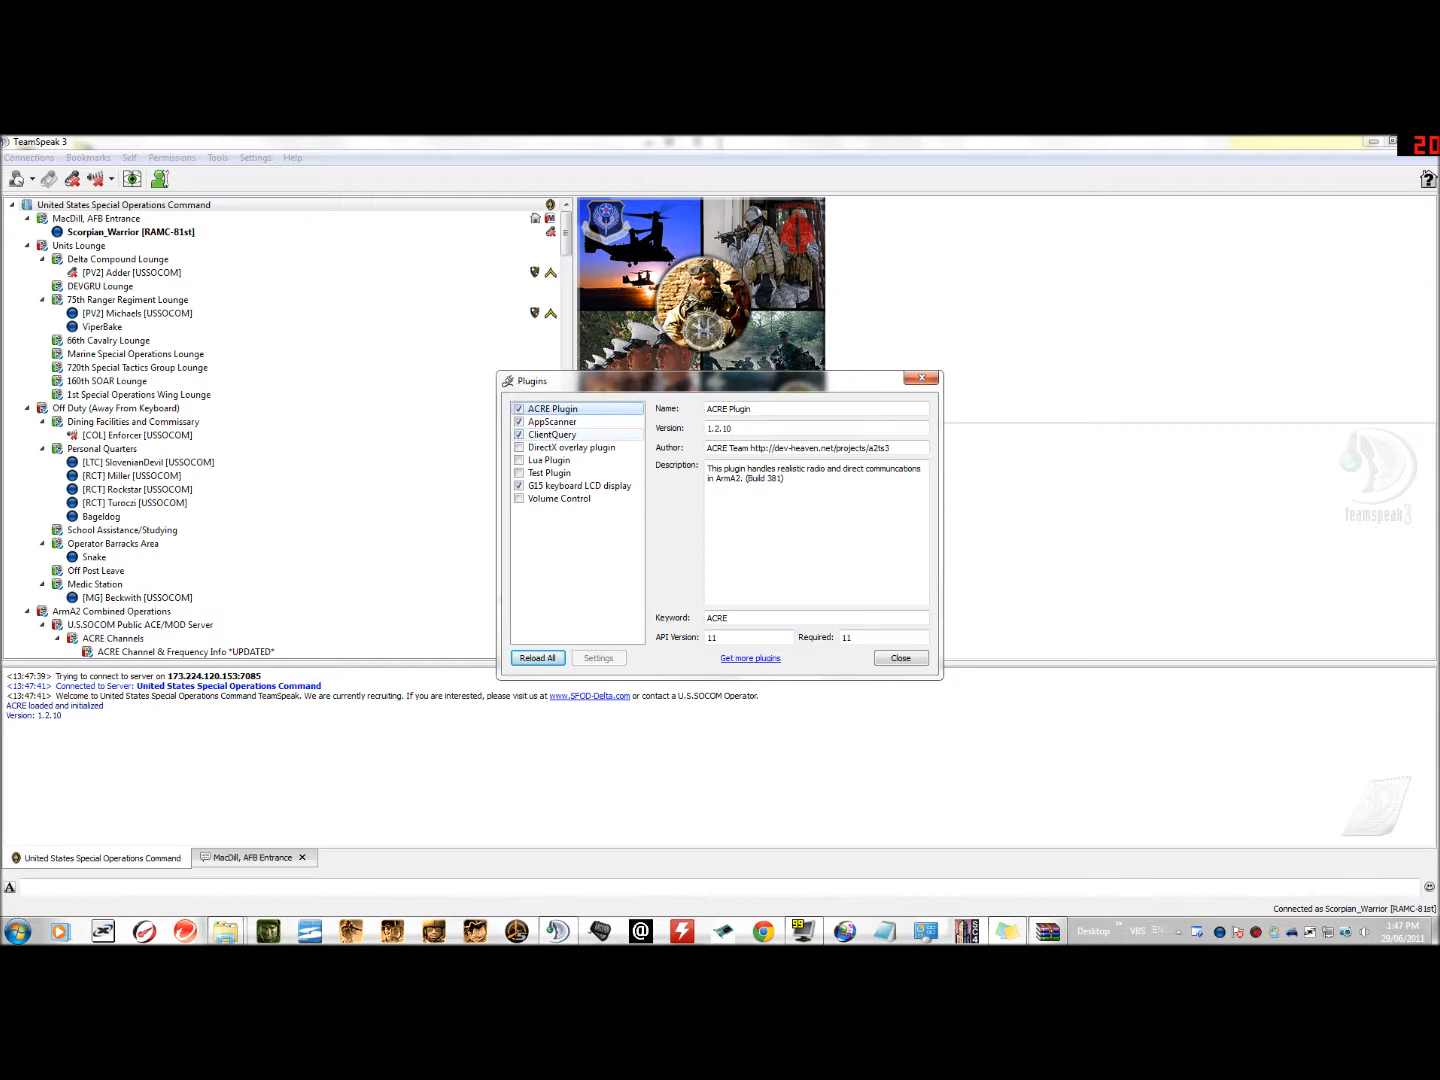 TeamSpeak 3
20
Connections Bookmarks Self Permissions Tools Settings Help
United States Special Operations Command
MacDill, AFB Entrance
Scorpian_Warrior [RAMC-81st]
Units Lounge
Delta Compound Lounge
[PV2] Adder [USSOCOM]
DEVGRU Lounge
75th Ranger Regiment Lounge
[PV2] Michaels [USSOCOM]
ViperBake
66th Cavalry Lounge
Marine Special Operations Lounge
720th Special Tactics Group Lounge
160th SOAR Lounge
1st Special Operations Wing Lounge
Off Duty (Away From Keyboard)
Dining Facilities and Commissary
[COL] Enforcer [USSOCOM]
Personal Quarters
[LTC] SlovenianDevil [USSOCOM]
[RCT] Miller [USSOCOM]
[RCT] Rockstar [USSOCOM]
[RCT] Turoczi [USSOCOM]
Bageldog
School Assistance/Studying
Operator Barracks Area
Snake
Off Post Leave
Medic Station
[MG] Beckwith [USSOCOM]
ArmA2 Combined Operations
U.S.SOCOM Public ACE/MOD Server
ACRE Channels
ACRE Channel & Frequency Info *UPDATED*
Plugins
ACRE Plugin
AppScanner
ClientQuery
DirectX overlay plugin
Lua Plugin
Test Plugin
G15 keyboard LCD display
Volume Control
Name: ACRE Plugin
Version: 1.2.10
Author: ACRE Team http://dev-heaven.net/projects/a2ts3
Description: This plugin handles realistic radio and direct communcations
in ArmA2. (Build 381)
Keyword: ACRE
API Version: 11 Required: 11
Reload All Settings Get more plugins Close
teamspeak3
<13:47:39> Trying to connect to server on 173.224.120.153:7085
<13:47:41> Connected to Server: United States Special Operations Command
<13:47:41> Welcome to United States Special Operations Command TeamSpeak. We are currently recruiting. If you are interested, please visit us at www.SFOD-Delta.com or contact a U.S.SOCOM Operator.
ACRE loaded and initialized
Version: 1.2.10
United States Special Operations Command MacDill, AFB Entrance
Connected as Scorpian_Warrior [RAMC-81st]
Desktop VBS EN 1:47 PM
29/06/2011